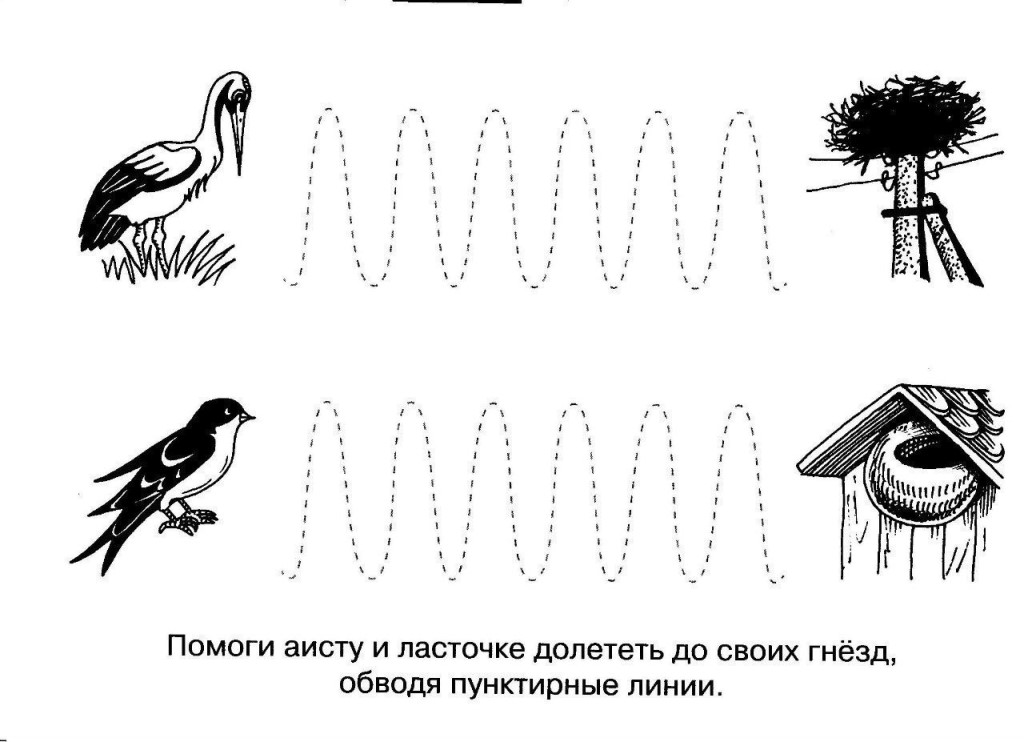 Помоги аисту и ласточке долететь до своих гнёзд,
обводя пунктирные линии.